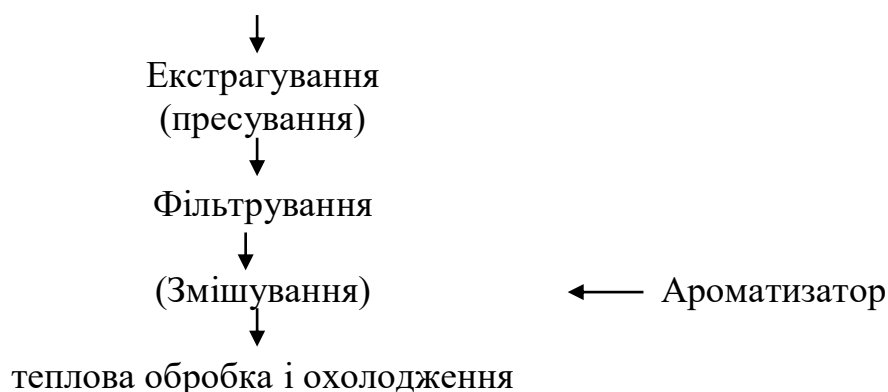 Екстрагування
(пресування)
Фільтрування
(Змішування)
Ароматизатор
теплова обробка і охолодження